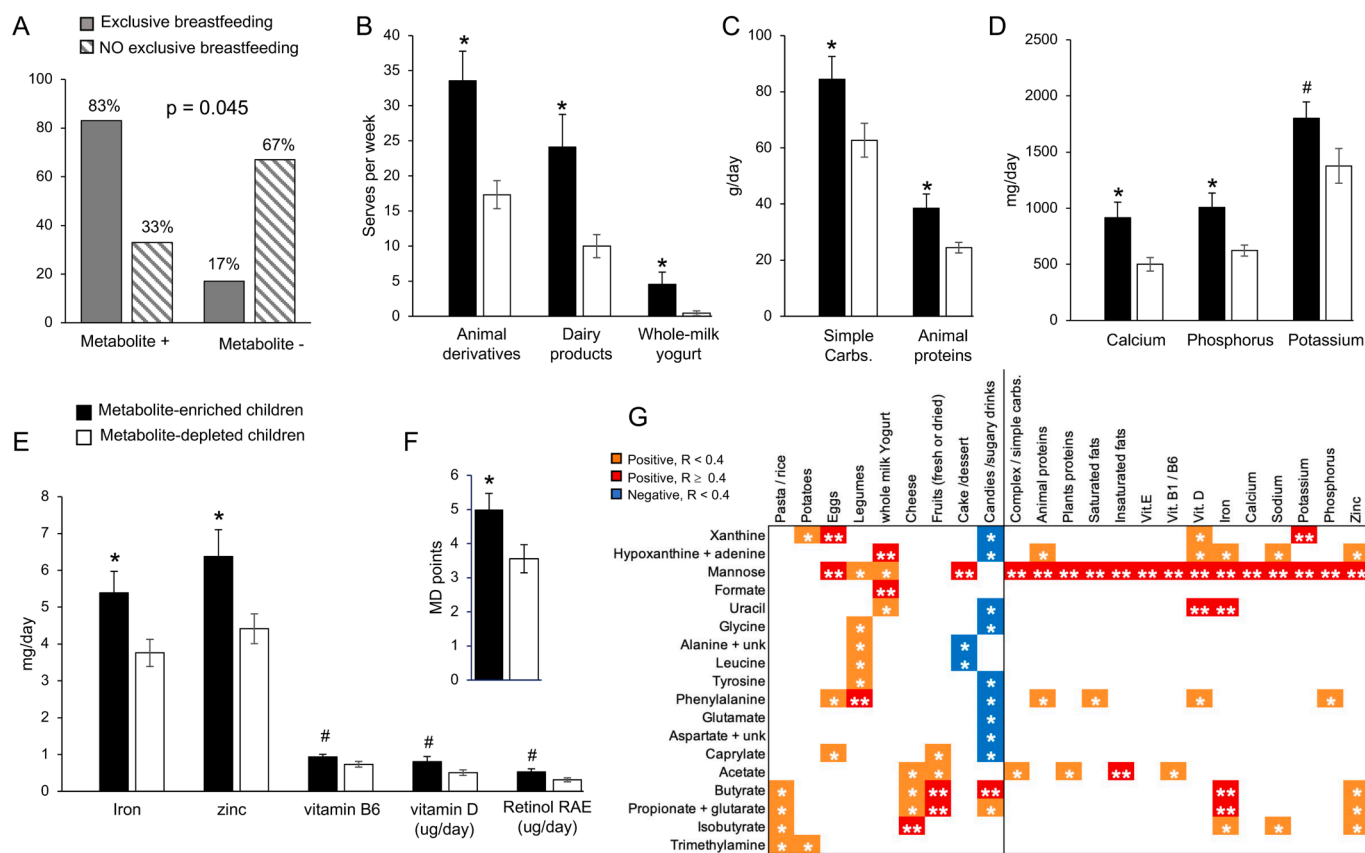 A
Exclusive breastfeeding
NO exclusive breastfeeding
100
80
60
40
20
0
83%
p = 0.045
67%
33%
17%
Metabolite +
Metabolite -
B
Serves per week
40
35
30
25
20
15
10
5
0
*
*
*
Animal
derivatives
Dairy
products
Whole-milk
yogurt
C
g/day
100
80
60
40
20
0
*
*
Simple
Carbs.
Animal
proteins
D
mg/day
2500
2000
1500
1000
500
0
*
*
#
Calcium
Phosphorus
Potassium
Metabolite-enriched children
Metabolite-depleted children
E
mg/day
8
7
6
5
4
3
2
1
0
*
*
#
#
#
Iron
zinc
vitamin B6
vitamin D
(ug/day)
Retinol RAE
(ug/day)
F
MD points
6
5
4
3
2
1
0
*
G
Positive, R < 0.4
Positive, R ≥ 0.4
Negative, R < 0.4
Pasta / rice
Potatoes
Eggs
Legumes
whole milk Yogurt
Cheese
Fruits (fresh or dried)
Cake /dessert
Candies /sugary drinks
Complex / simple carbs.
Animal proteins
Plants proteins
Saturated fats
Insaturated fats
Vit.E
Vit. B1 / B6
Vit. D
Iron
Calcium
Sodium
Potassium
Phosphorus
Zinc
Xanthine * ** * * **
Hypoxanthine + adenine ** * * * * * *
Mannose ** * * ** ** ** ** ** ** ** ** ** ** ** ** ** ** **
Formate **
Uracil * * ** **
Glycine * *
Alanine + unk * *
Leucine * *
Tyrosine * *
Phenylalanine * ** * * * * *
Glutamate *
Aspartate + unk *
Caprylate * * *
Acetate * * * * ** *
Butyrate * * ** ** ** *
Propionate + glutarate * * ** * ** *
Isobutyrate * ** * * *
Trimethylamine * *